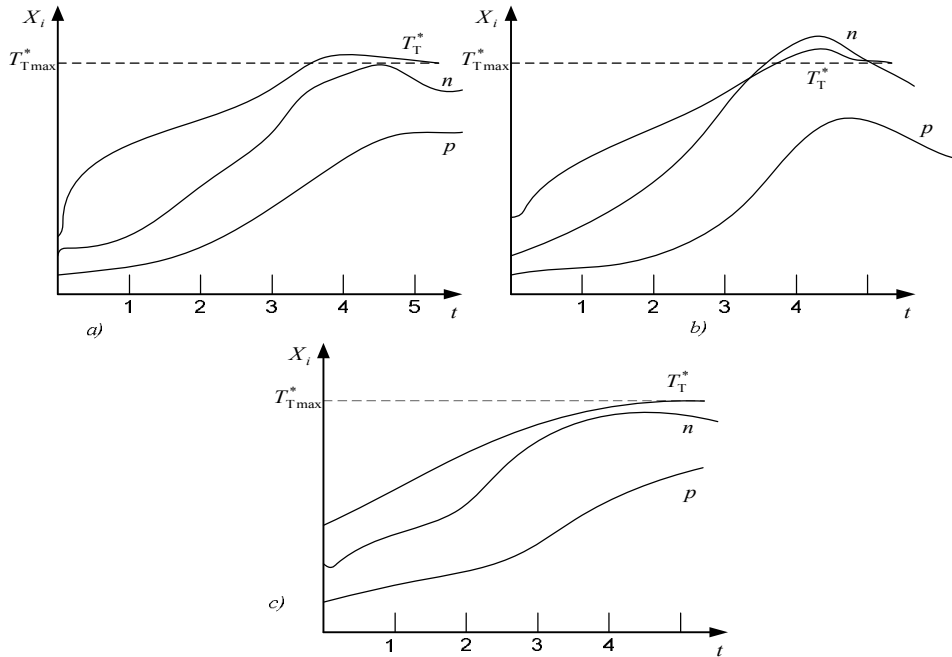 X_i
T*_Tmax
T*_T
n
p
1 2 3 4 5 t
a)
X_i
T*_Tmax
n
T*_T
p
1 2 3 4 t
b)
X_i
T*_Tmax
T*_T
n
p
c)
1 2 3 4 t